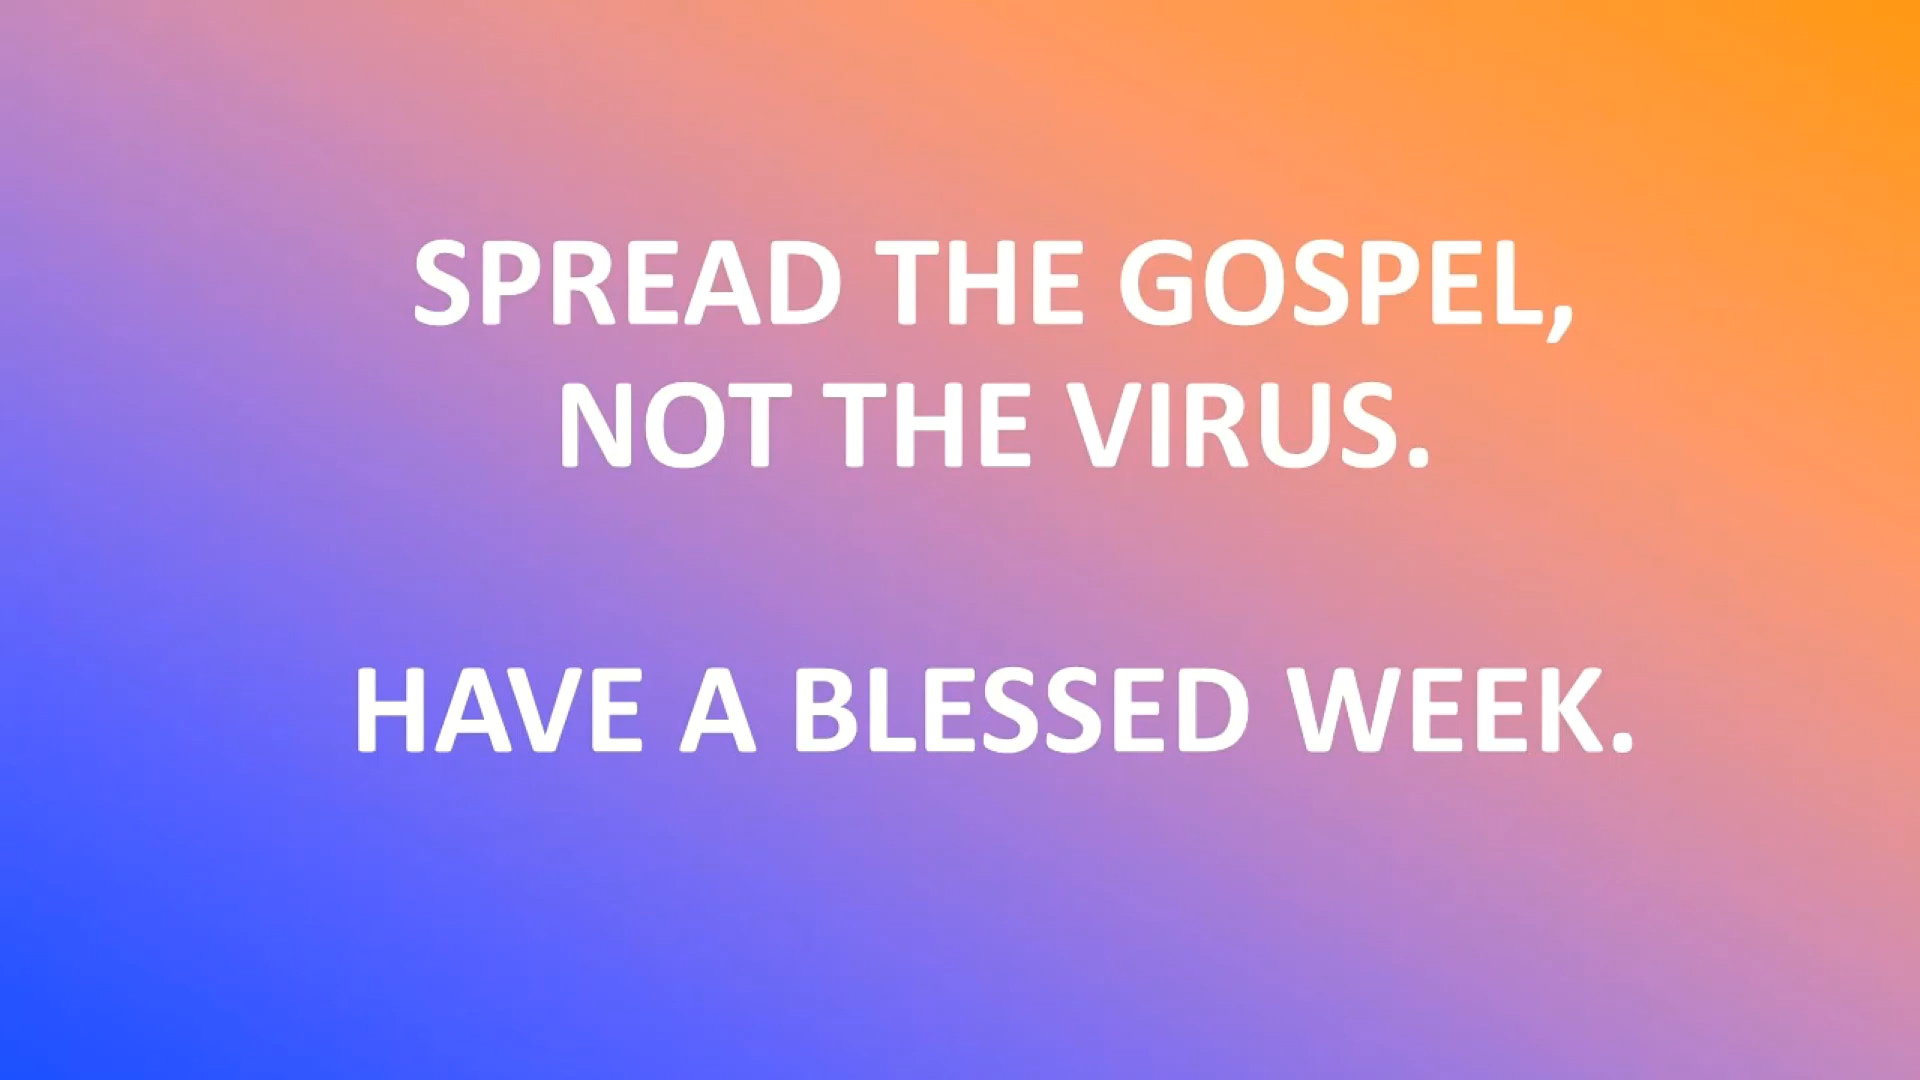 SPREAD THE GOSPEL,
NOT THE VIRUS.
HAVE A BLESSED WEEK.